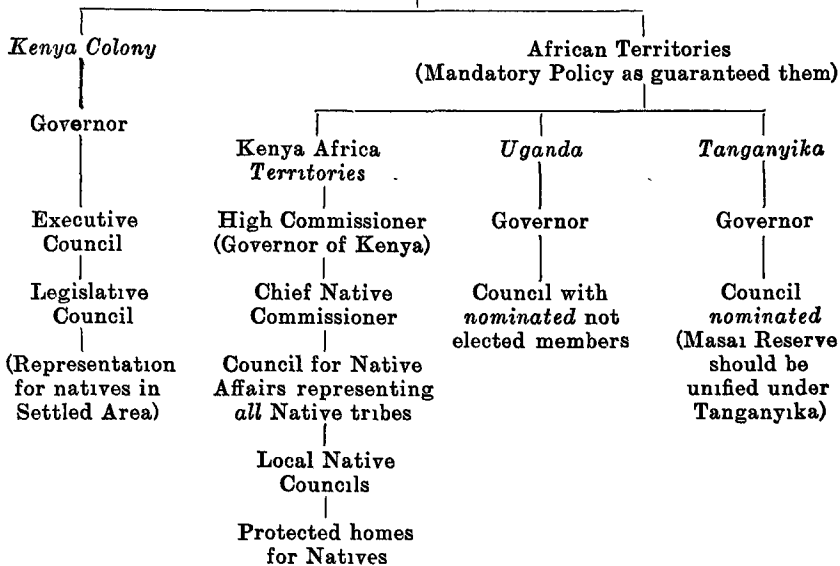 Kenya Colony
African Territories
(Mandatory Policy as guaranteed them)
Governor
Kenya Africa
Territories
Uganda
Tanganyika
Executive
Council
High Commissioner
(Governor of Kenya)
Governor
Governor
Legislative
Council
Chief Native
Commissioner
Council with
nominated not
elected members
Council
nominated
(Masai Reserve
should be
unified under
Tanganyika)
(Representation
for natives in
Settled Area)
Council for Native
Affairs representing
all Native tribes
Local Native
Councils
Protected homes
for Natives